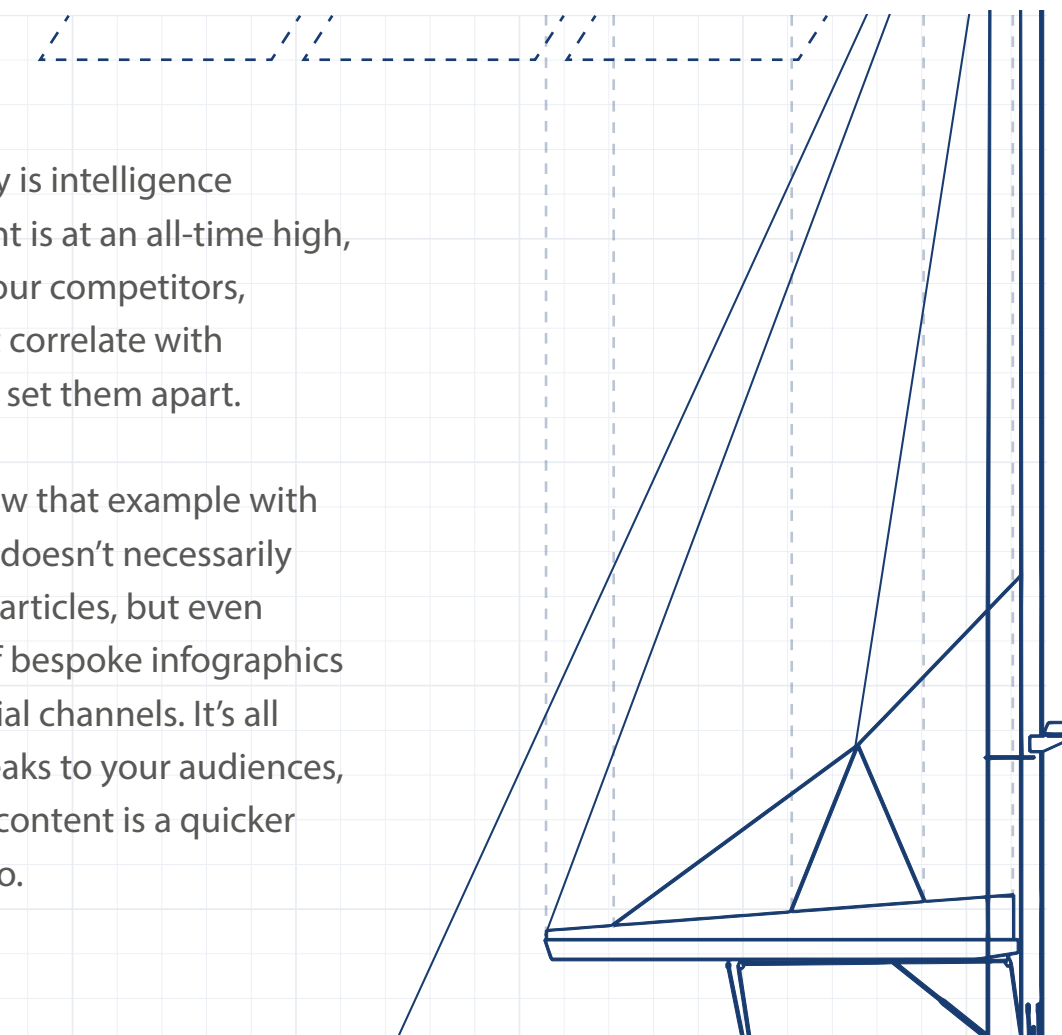 y is intelligence
nt is at an all-time high,
our competitors,
t correlate with
set them apart.
w that example with
doesn’t necessarily
articles, but even
f bespoke infographics
ial channels. It’s all
eaks to your audiences,
content is a quicker
o.